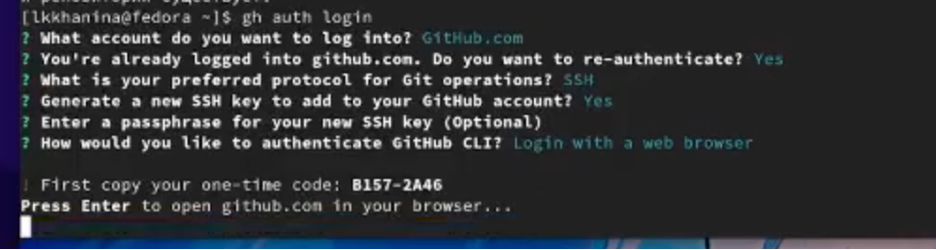 [lkkhanina@fedora ~]$ gh auth login
? What account do you want to log into? GitHub.com
? You're already logged into github.com. Do you want to re-authenticate? Yes
? What is your preferred protocol for Git operations? SSH
? Generate a new SSH key to add to your GitHub account? Yes
? Enter a passphrase for your new SSH key (Optional)
? How would you like to authenticate GitHub CLI? Login with a web browser
! First copy your one-time code: B157-2A46
Press Enter to open github.com in your browser...